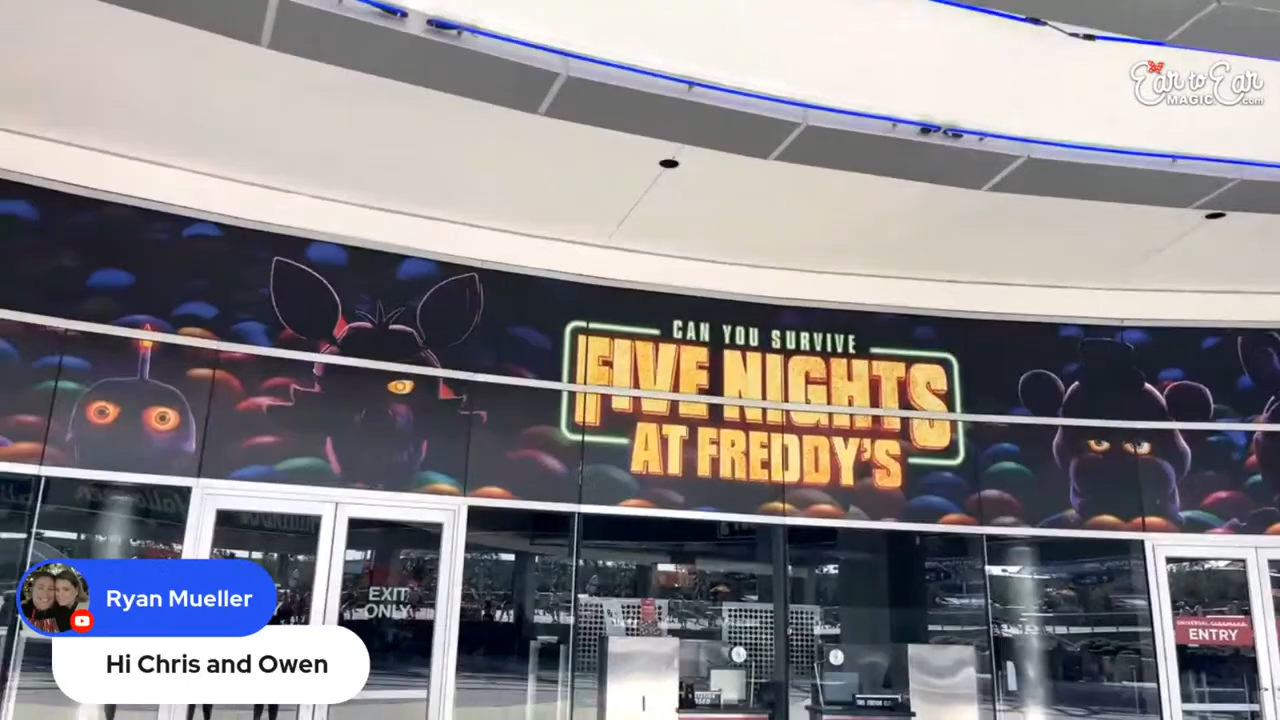 Ear to Ear
MAGIC.com
CAN YOU SURVIVE
FIVE NIGHTS
AT FREDDY'S
EXIT
ONLY
UNIVERSAL CINEMARK
ENTRY
Ryan Mueller
Hi Chris and Owen